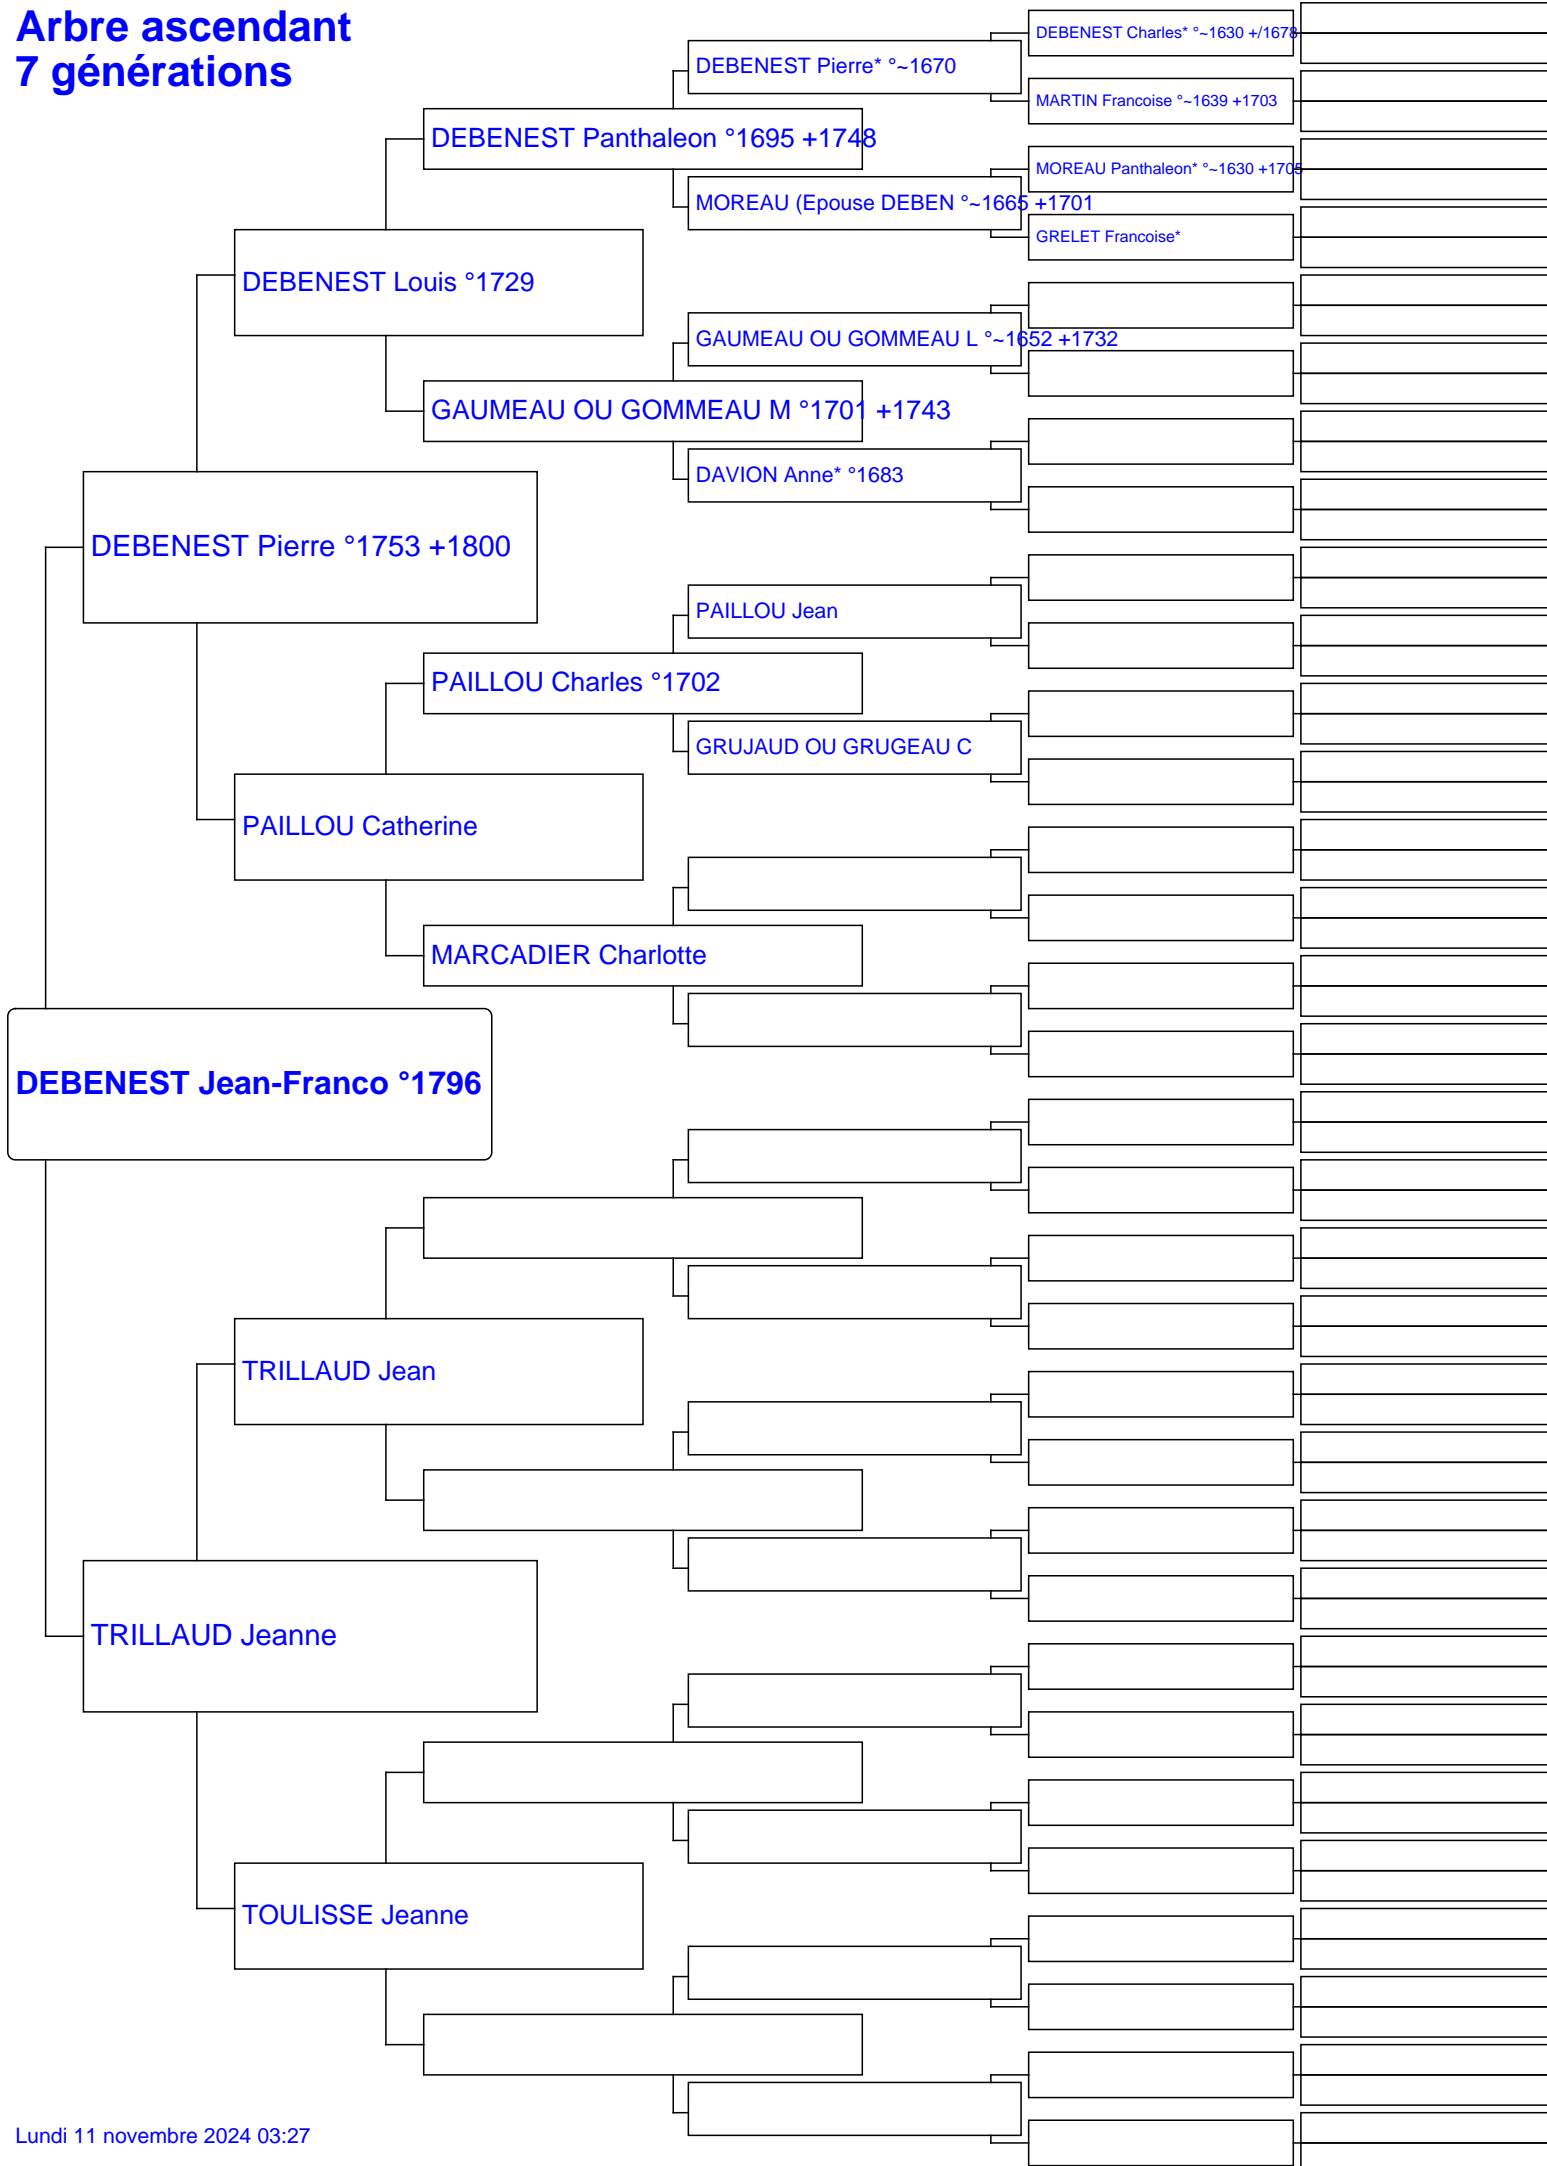 Arbre ascendant
7 générations
DEBENEST Charles* °~1630 +/1678
DEBENEST Pierre* °~1670
MARTIN Francoise °~1639 +1703
DEBENEST Panthaleon °1695 +1748
MOREAU Panthaleon* °~1630 +1705
MOREAU (Epouse DEBEN °~1665 +1701
GRELET Francoise*
DEBENEST Louis °1729
GAUMEAU OU GOMMEAU L °~1652 +1732
GAUMEAU OU GOMMEAU M °1701 +1743
DAVION Anne* °1683
DEBENEST Pierre °1753 +1800
PAILLOU Jean
PAILLOU Charles °1702
GRUJAUD OU GRUGEAU C
PAILLOU Catherine
MARCADIER Charlotte
DEBENEST Jean-Franco °1796
TRILLAUD Jean
TRILLAUD Jeanne
TOULISSE Jeanne
Lundi 11 novembre 2024 03:27